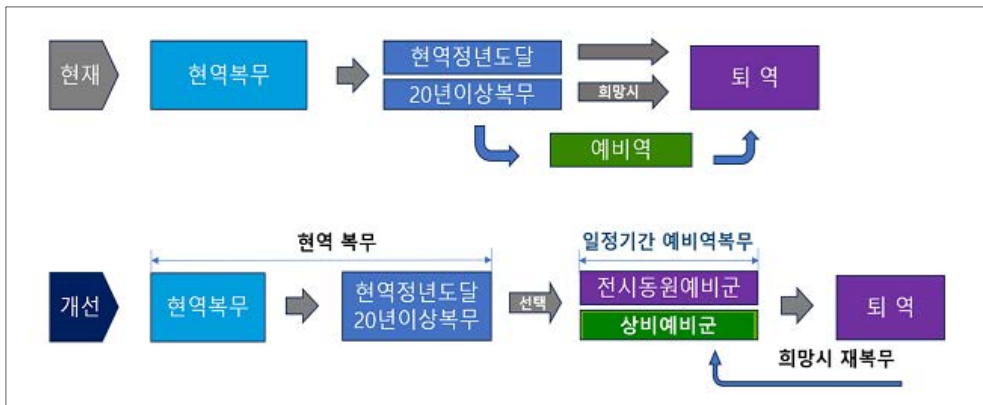 현재
현역복무
현역정년도달
20년이상복무
희망시
퇴 역
예비역
현역 복무
일정기간 예비역복무
개선
현역복무
현역정년도달
20년이상복무
선택
전시동원예비군
상비예비군
퇴 역
희망시 재복무